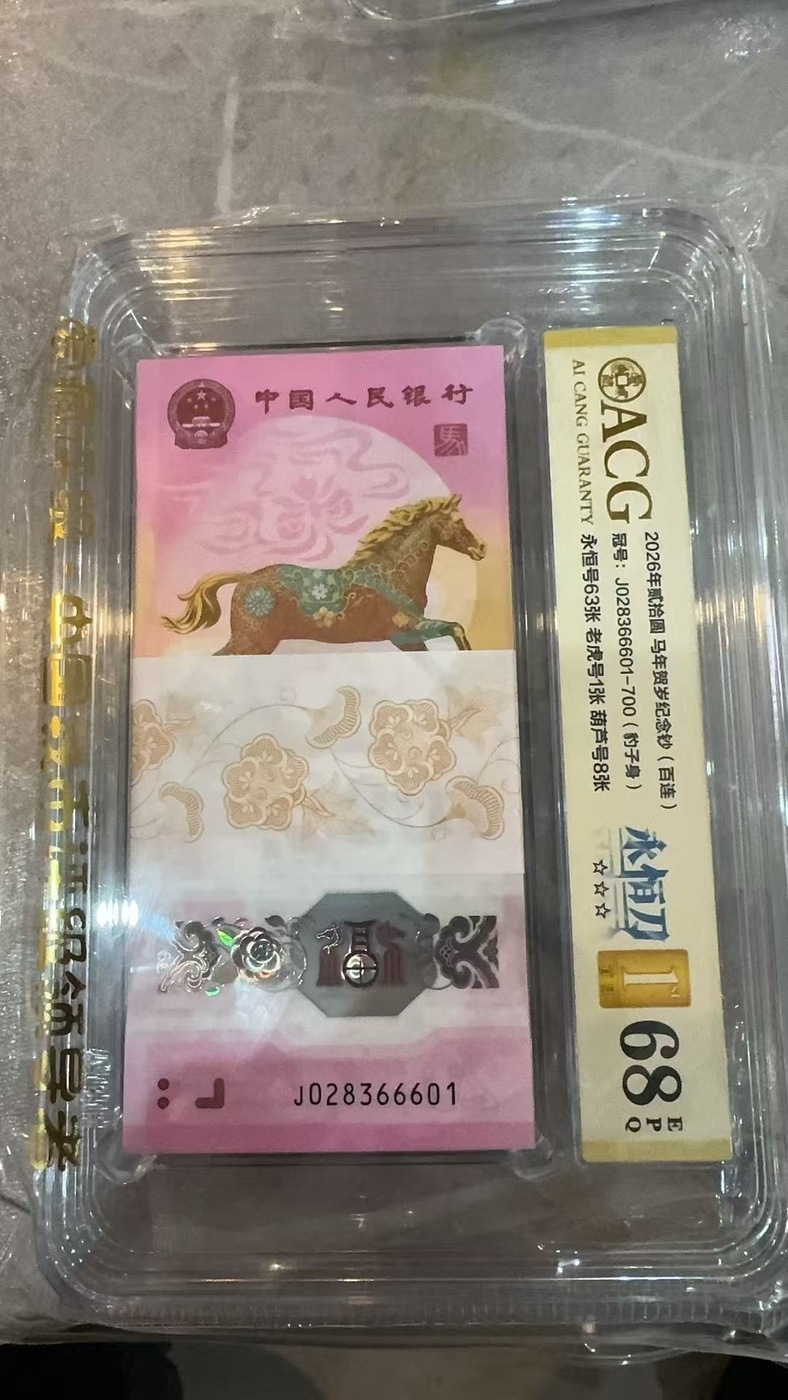 中国人民银行
馬
J028366601
ACG
AI CANG GUARANTY
2026年贰拾圆 马年贺岁纪念钞（百连）
冠号：J028366601-700（豹子身）
永恒号63张 老虎号1张 葫芦号8张
永恒刀
☆☆☆
T
68
E
P
Q